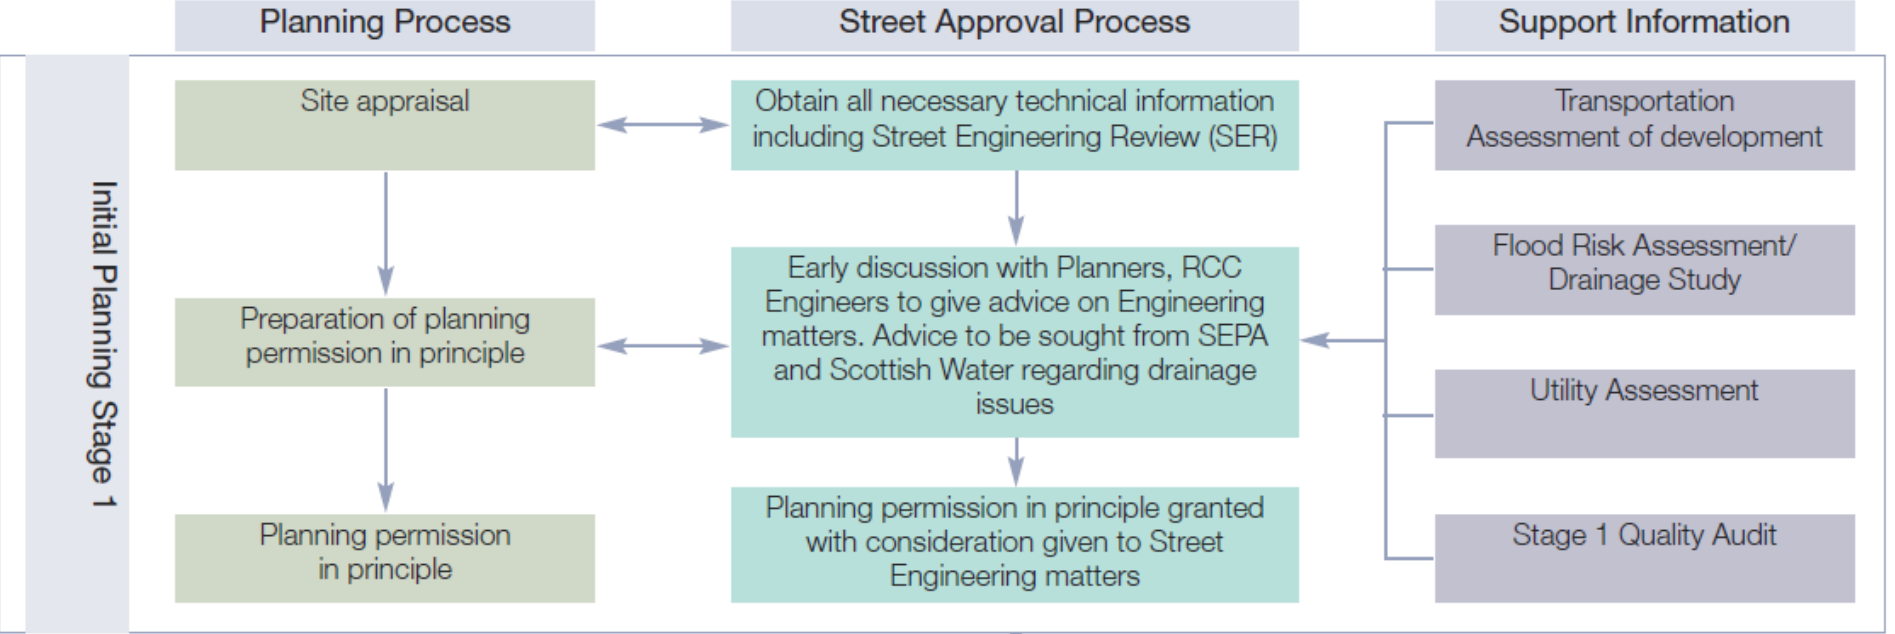 Planning Process
Street Approval Process
Support Information
Initial Planning Stage 1
Site appraisal
Obtain all necessary technical information
including Street Engineering Review (SER)
Transportation
Assessment of development
Preparation of planning
permission in principle
Early discussion with Planners, RCC
Engineers to give advice on Engineering
matters. Advice to be sought from SEPA
and Scottish Water regarding drainage
issues
Flood Risk Assessment/
Drainage Study
Utility Assessment
Planning permission
in principle
Planning permission in principle granted
with consideration given to Street
Engineering matters
Stage 1 Quality Audit